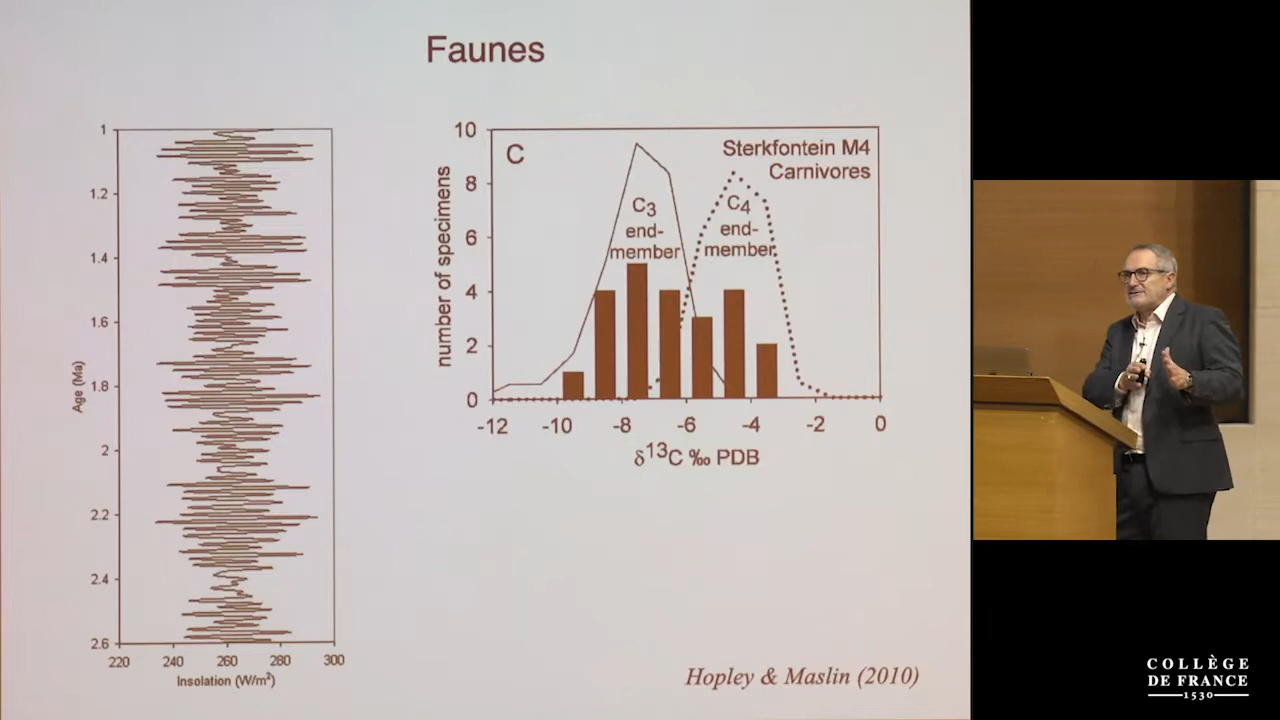 Faunes
1
1.2
1.4
1.6
1.8
2
2.2
2.4
2.6
Age (Ma)
220 240 260 280 300
Insolation (W/m²)
10
8
6
4
2
0
number of specimens
C
Sterkfontein M4
Carnivores
C₃
end-
member
C₄
end-
member
-12 -10 -8 -6 -4 -2 0
δ¹³C ‰ PDB
Hopley & Maslin (2010)
COLLÈGE
DE FRANCE
1530